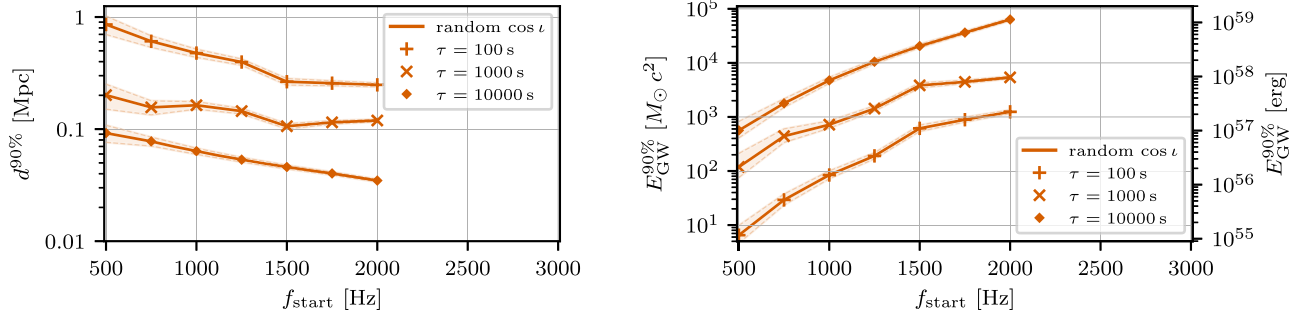 1
0.1
0.01
d^{90%} [Mpc]
random cos ι
τ = 100 s
τ = 1000 s
τ = 10000 s
500 1000 1500 2000 2500 3000
f_start [Hz]
10^5
10^4
10^3
10^2
10^1
E_GW^{90%} [M_⊙ c^2]
10^59
10^58
10^57
10^56
10^55
E_GW^{90%} [erg]
random cos ι
τ = 100 s
τ = 1000 s
τ = 10000 s
500 1000 1500 2000 2500 3000
f_start [Hz]